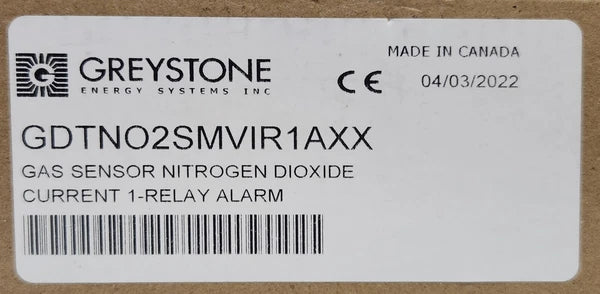 GREYSTONE
ENERGY SYSTEMS INC
MADE IN CANADA
CE 04/03/2022
GDTNO2SMVIR1AXX
GAS SENSOR NITROGEN DIOXIDE
CURRENT 1-RELAY ALARM